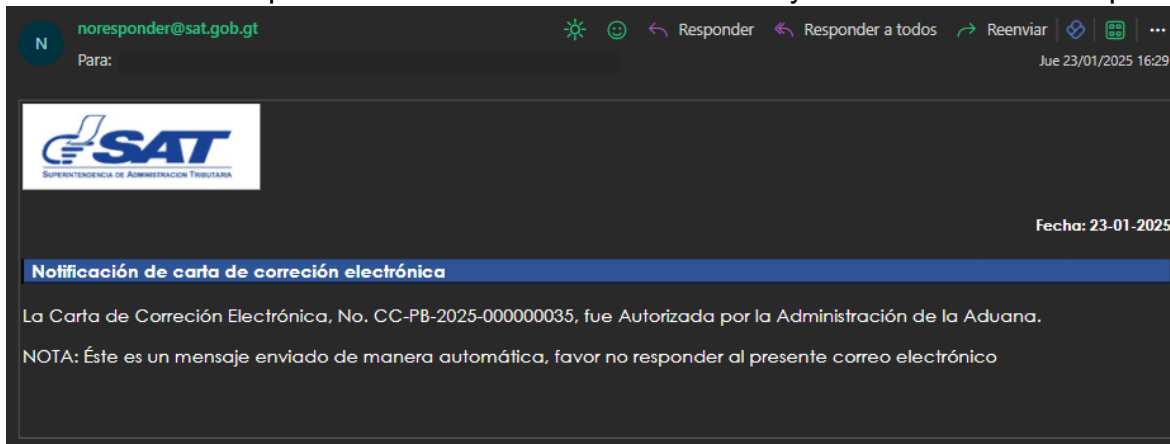 noresponder@sat.gob.gt
Responder
Responder a todos
Reenviar
N
Para:
Jue 23/01/2025 16:29
SAT
SUPERINTENDENCIA DE ADMINISTRACION TRIBUTARIA
Fecha: 23-01-2025
Notificación de carta de correción electrónica
La Carta de Correción Electrónica, No. CC-PB-2025-000000035, fue Autorizada por la Administración de la Aduana.
NOTA: Éste es un mensaje enviado de manera automática, favor no responder al presente correo electrónico